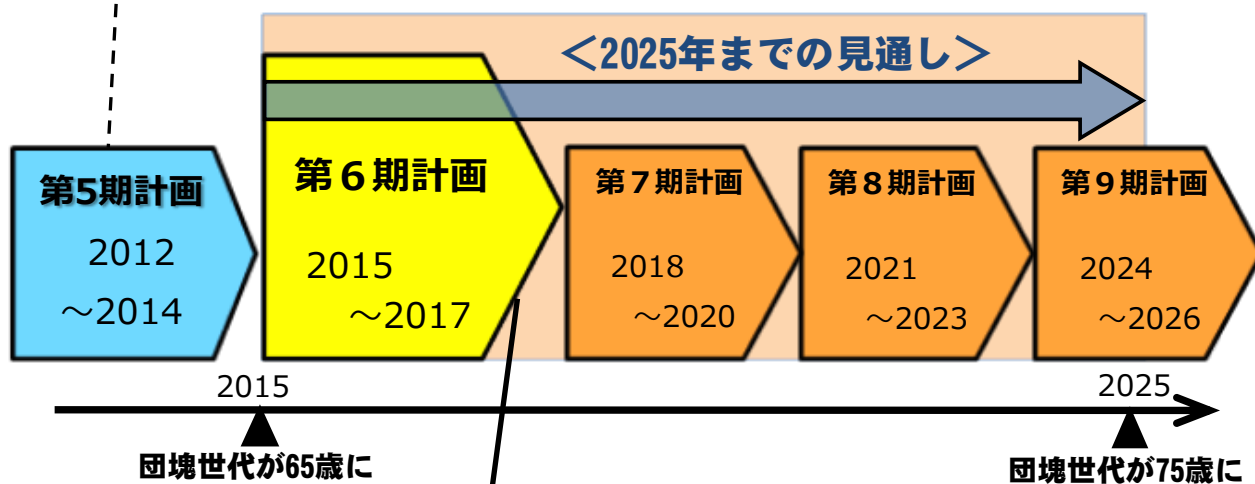 ＜2025年までの見通し＞
第5期計画
2012
～2014
第６期計画
2015
～2017
第７期計画
2018
～2020
第８期計画
2021
～2023
第９期計画
2024
～2026
2015
2025
団塊世代が65歳に
団塊世代が75歳に